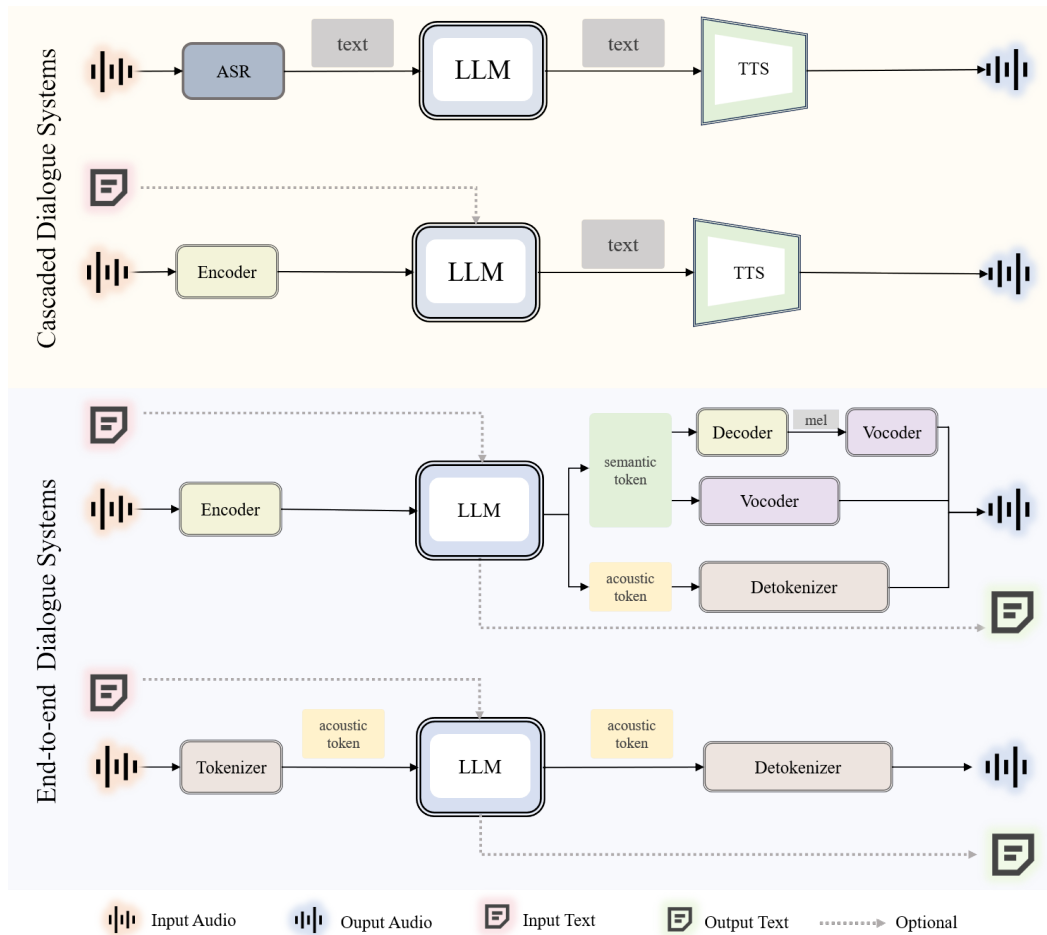 Cascaded Dialogue Systems
ASR
text
LLM
text
TTS
Encoder
LLM
text
TTS
End-to-end Dialogue Systems
Encoder
LLM
semantic
token
Decoder
mel
Vocoder
Vocoder
acoustic
token
Detokenizer
Tokenizer
acoustic
token
LLM
acoustic
token
Detokenizer
Input Audio
Ouput Audio
Input Text
Output Text
Optional